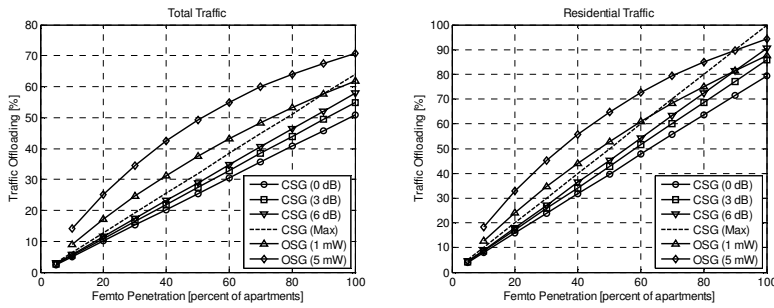 Total Traffic
Traffic Offloading [%]
80
70
60
50
40
30
20
10
0
0 20 40 60 80 100
Femto Penetration [percent of apartments]
CSG (0 dB)
CSG (3 dB)
CSG (6 dB)
CSG (Max)
OSG (1 mW)
OSG (5 mW)
Residential Traffic
Traffic Offloading [%]
100
90
80
70
60
50
40
30
20
10
0
0 20 40 60 80 100
Femto Penetration [percent of apartments]
CSG (0 dB)
CSG (3 dB)
CSG (6 dB)
CSG (Max)
OSG (1 mW)
OSG (5 mW)